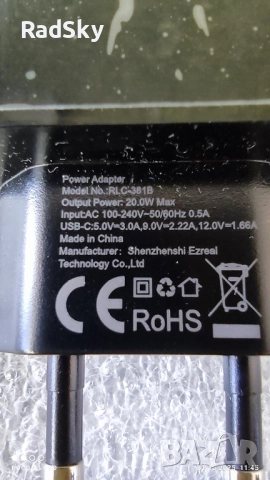 RadSky
Power Adapter
Model No.:RLC-381B
Output Power: 20.0W Max
Input:AC 100-240V~50/60Hz 0.5A
USB-C:5.0V⎓3.0A,9.0V⎓2.22A,12.0V⎓1.66A
Made in China
Manufacturer: Shenzhenshi Ezreal
Technology Co.,Ltd
CE
RoHS
BAZAR